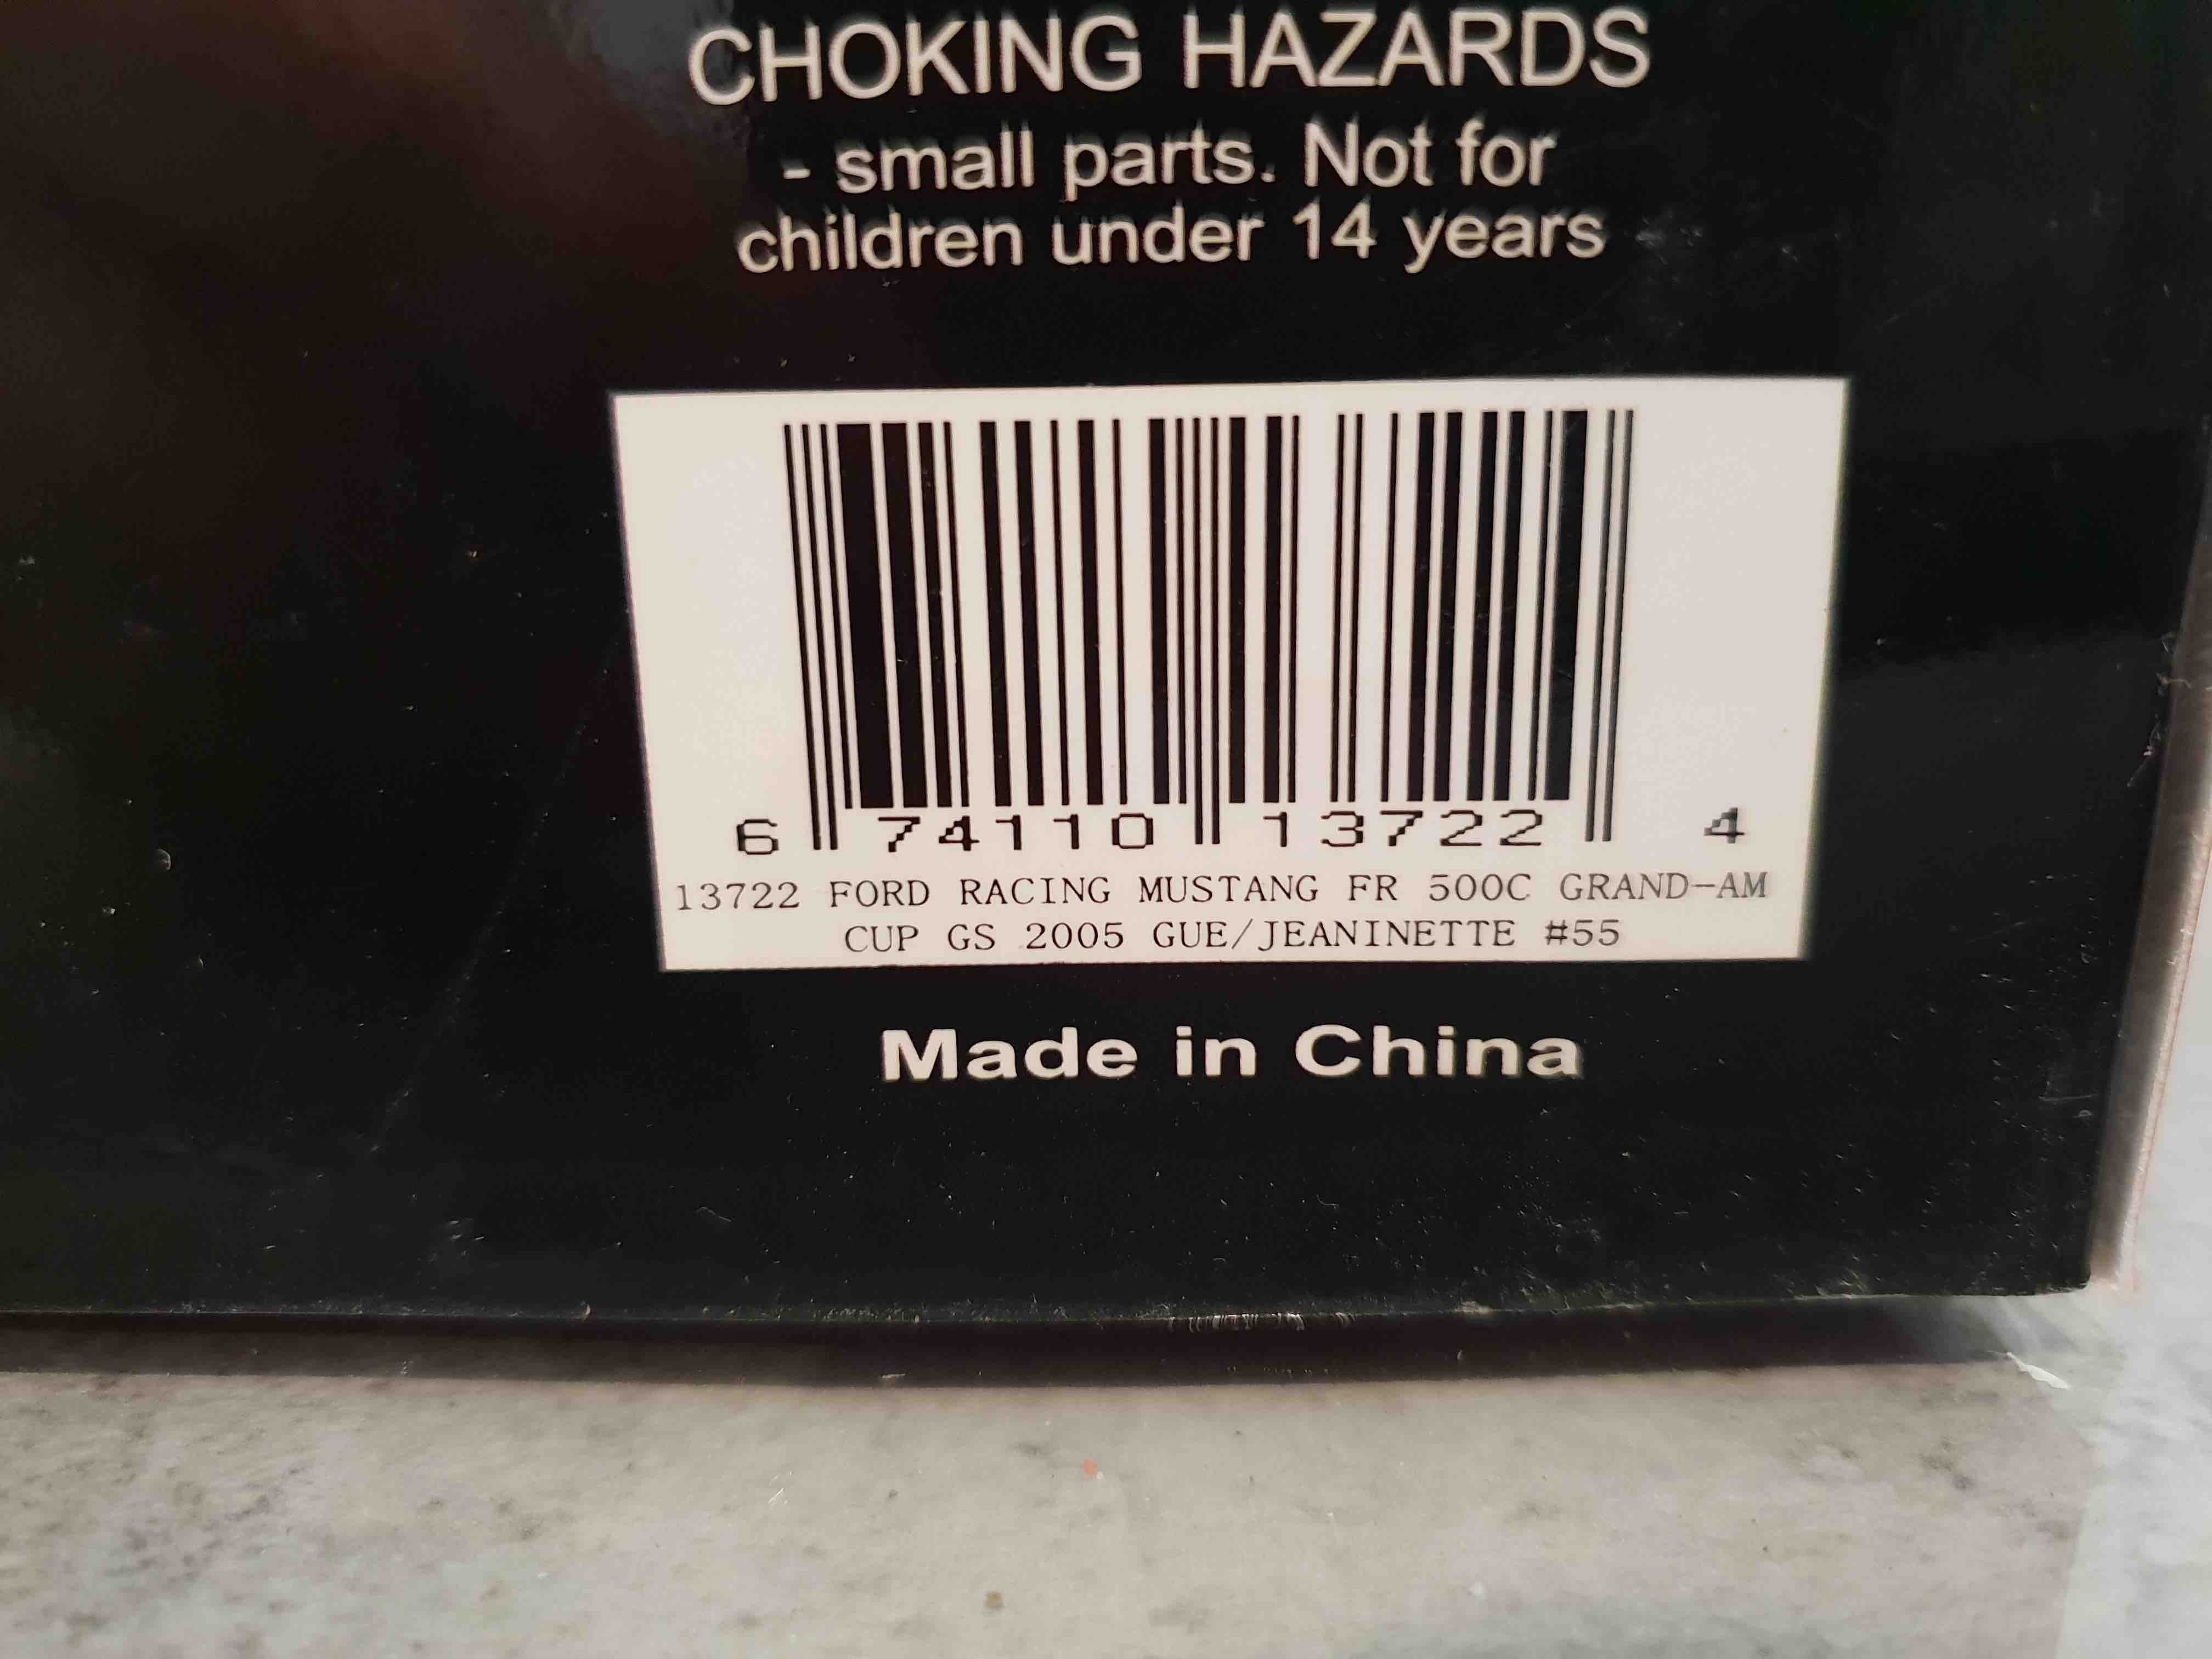 CHOKING HAZARDS
- small parts. Not for
children under 14 years
6 74110 13722 4
13722 FORD RACING MUSTANG FR 500C GRAND-AM
CUP GS 2005 GUE/JEANINETTE #55
Made in China